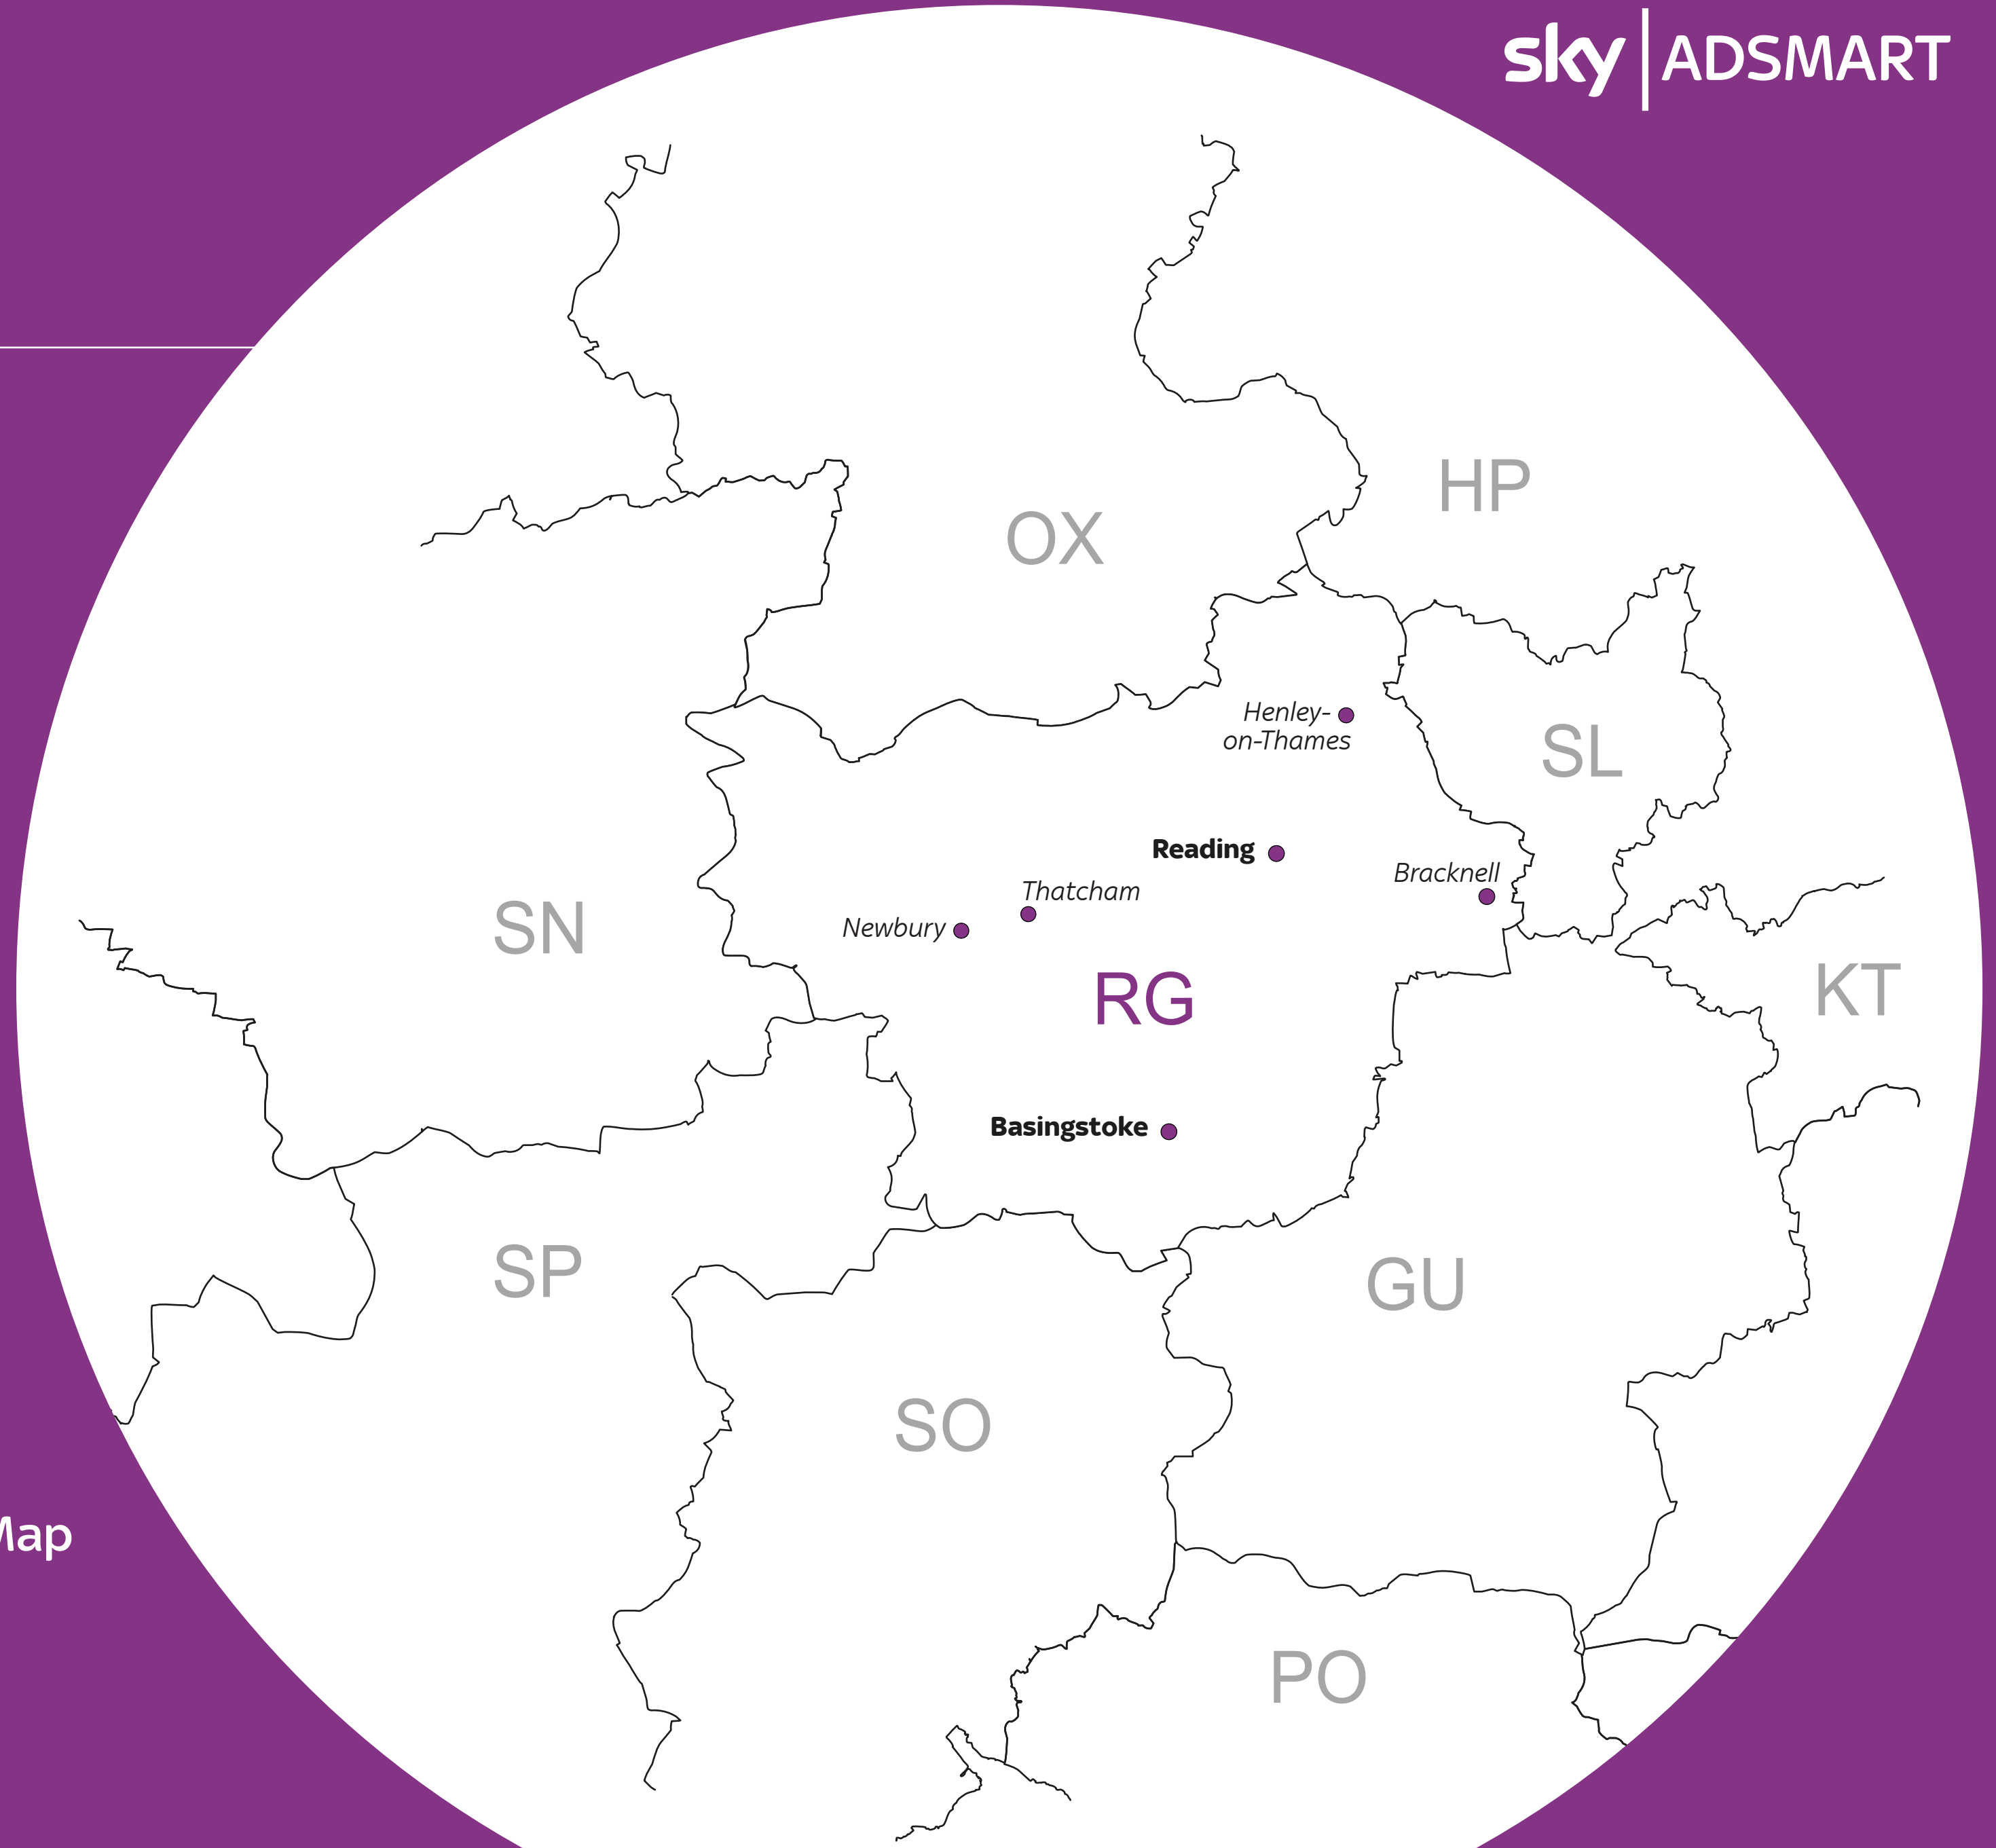 sky ADSMART
HP
OX
Henley-
on-Thames
SL
Reading
Bracknell
Thatcham
Newbury
SN
RG
KT
Basingstoke
SP
GU
SO
Map
PO